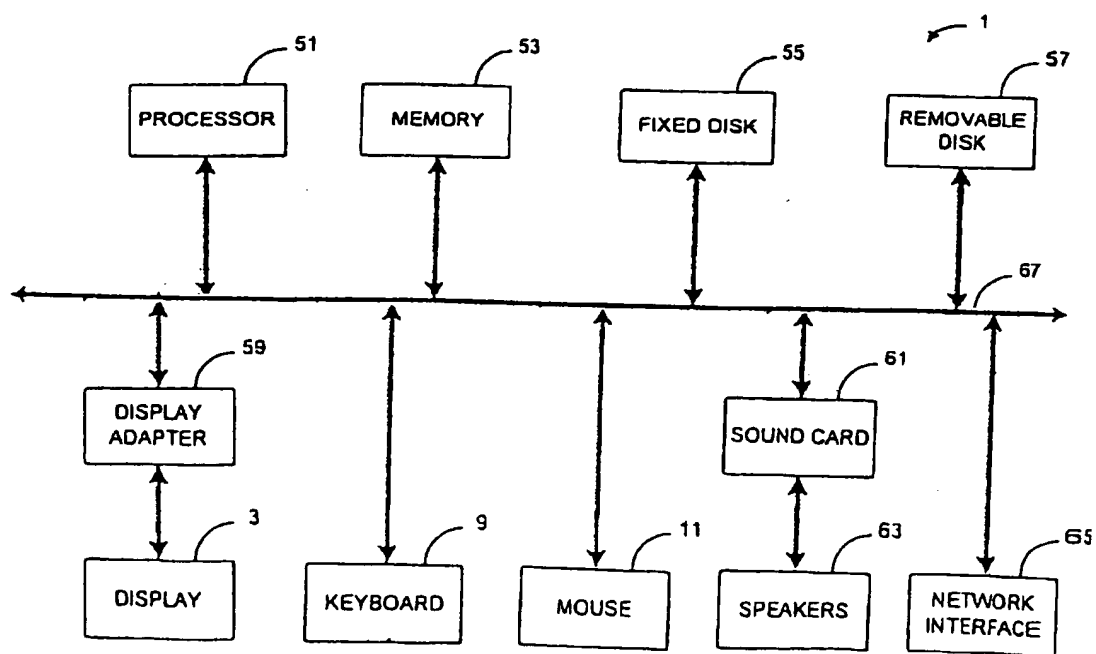 1
51
53
55
57
PROCESSOR
MEMORY
FIXED DISK
REMOVABLE
DISK
67
59
61
DISPLAY
ADAPTER
SOUND CARD
3
9
11
63
65
DISPLAY
KEYBOARD
MOUSE
SPEAKERS
NETWORK
INTERFACE